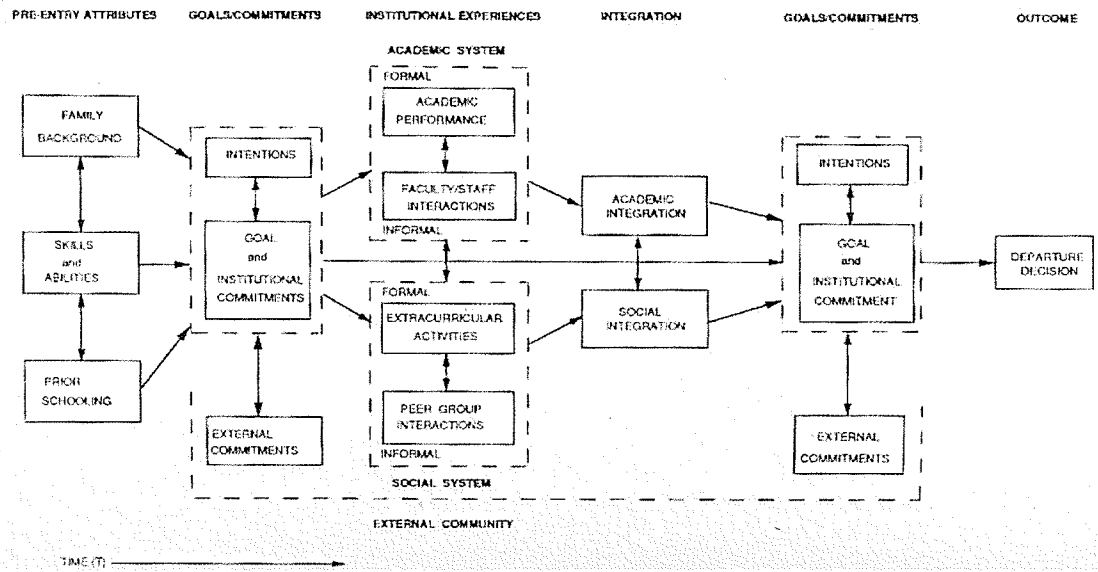 PRE-ENTRY ATTRIBUTES
GOALS/COMMITMENTS
INSTITUTIONAL EXPERIENCES
INTEGRATION
GOALS/COMMITMENTS
OUTCOME
ACADEMIC SYSTEM
FORMAL
ACADEMIC
PERFORMANCE
FAMILY
BACKGROUND
INTENTIONS
INTENTIONS
FACULTY/STAFF
INTERACTIONS
INFORMAL
ACADEMIC
INTEGRATION
SKILLS
and
ABILITIES
GOAL
and
INSTITUTIONAL
COMMITMENTS
GOAL
and
INSTITUTIONAL
COMMITMENT
DEPARTURE
DECISION
FORMAL
EXTRACURRICULAR
ACTIVITIES
SOCIAL
INTEGRATION
PRIOR
SCHOOLING
PEER GROUP
INTERACTIONS
INFORMAL
EXTERNAL
COMMITMENTS
EXTERNAL
COMMITMENTS
SOCIAL SYSTEM
EXTERNAL COMMUNITY
TIME (T)